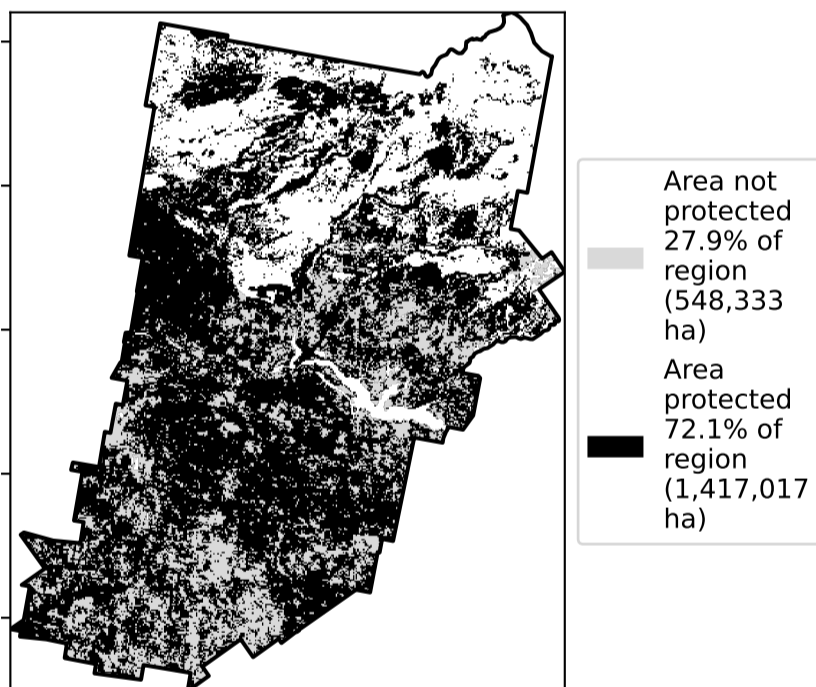 Area not
protected
27.9% of
region
(548,333
ha)
Area
protected
72.1% of
region
(1,417,017
ha)